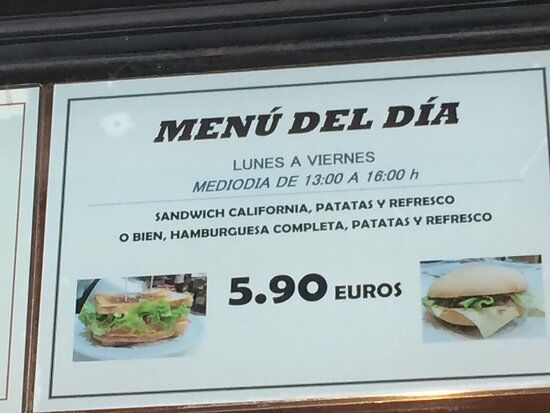 MENÚ DEL DÍA
LUNES A VIERNES
MEDIODIA DE 13:00 A 16:00 h
SANDWICH CALIFORNIA, PATATAS Y REFRESCO
O BIEN, HAMBURGUESA COMPLETA, PATATAS Y REFRESCO
5.90 EUROS